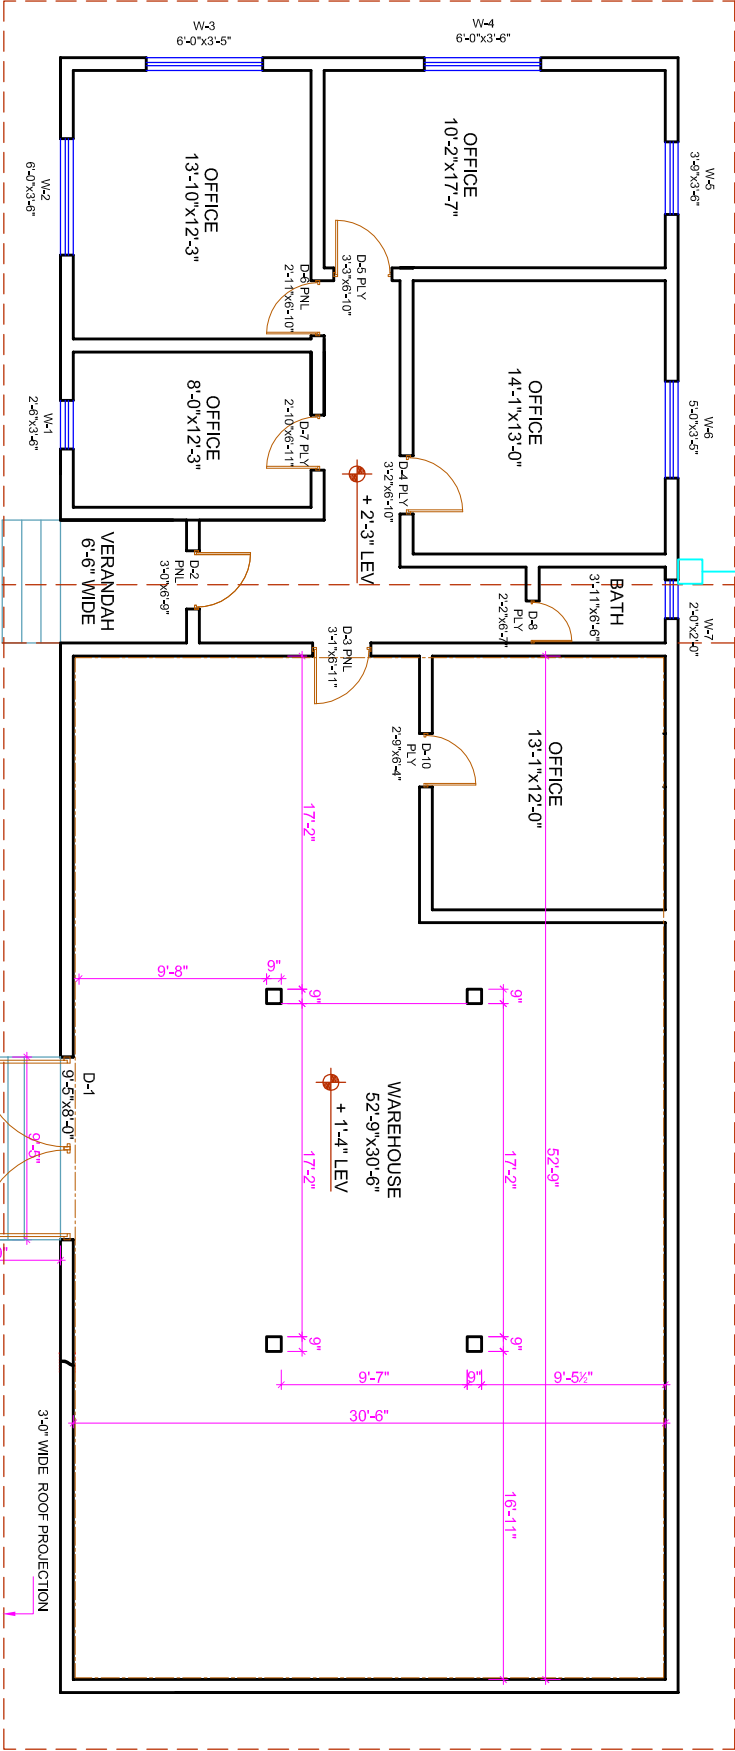 W-3
6'-0"x3'-5"
W-4
6'-0"x3'-6"
W-2
6'-0"x3'-6"
OFFICE
13'-10"x12'-3"
OFFICE
10'-2"x17'-7"
W-5
3'-9"x3'-6"
D-6 PNL
2'-11"x6'-10"
D-5 PLY
3'-3"x6'-10"
W-1
2'-6"x3'-6"
OFFICE
8'-0"x12'-3"
D-7 PLY
2'-10"x6'-11"
OFFICE
14'-1"x13'-0"
W-6
5'-0"x3'-5"
D-4 PLY
3'-2"x6'-10"
+ 2'-3" LEV
VERANDAH
6'-6" WIDE
D-2
PNL
3'-0"x6'-9"
D-8
PLY
2'-2"x6'-7"
BATH
3'-11"x6'-6"
W-7
2'-0"x2'-0"
D-3 PNL
3'-1"x6'-11"
D-10
PLY
2'-9"x6'-4"
OFFICE
13'-1"x12'-0"
17'-2"
9'-8"
9"
9"
9"
D-1
9'-5"x8'-0"
9'-5"
WAREHOUSE
52'-9"x30'-6"
+ 1'-4" LEV
17'-2"
17'-2"
52'-9"
9"
9"
9'-7"
9"
9'-5½"
30'-6"
16'-11"
3'-0" WIDE ROOF PROJECTION